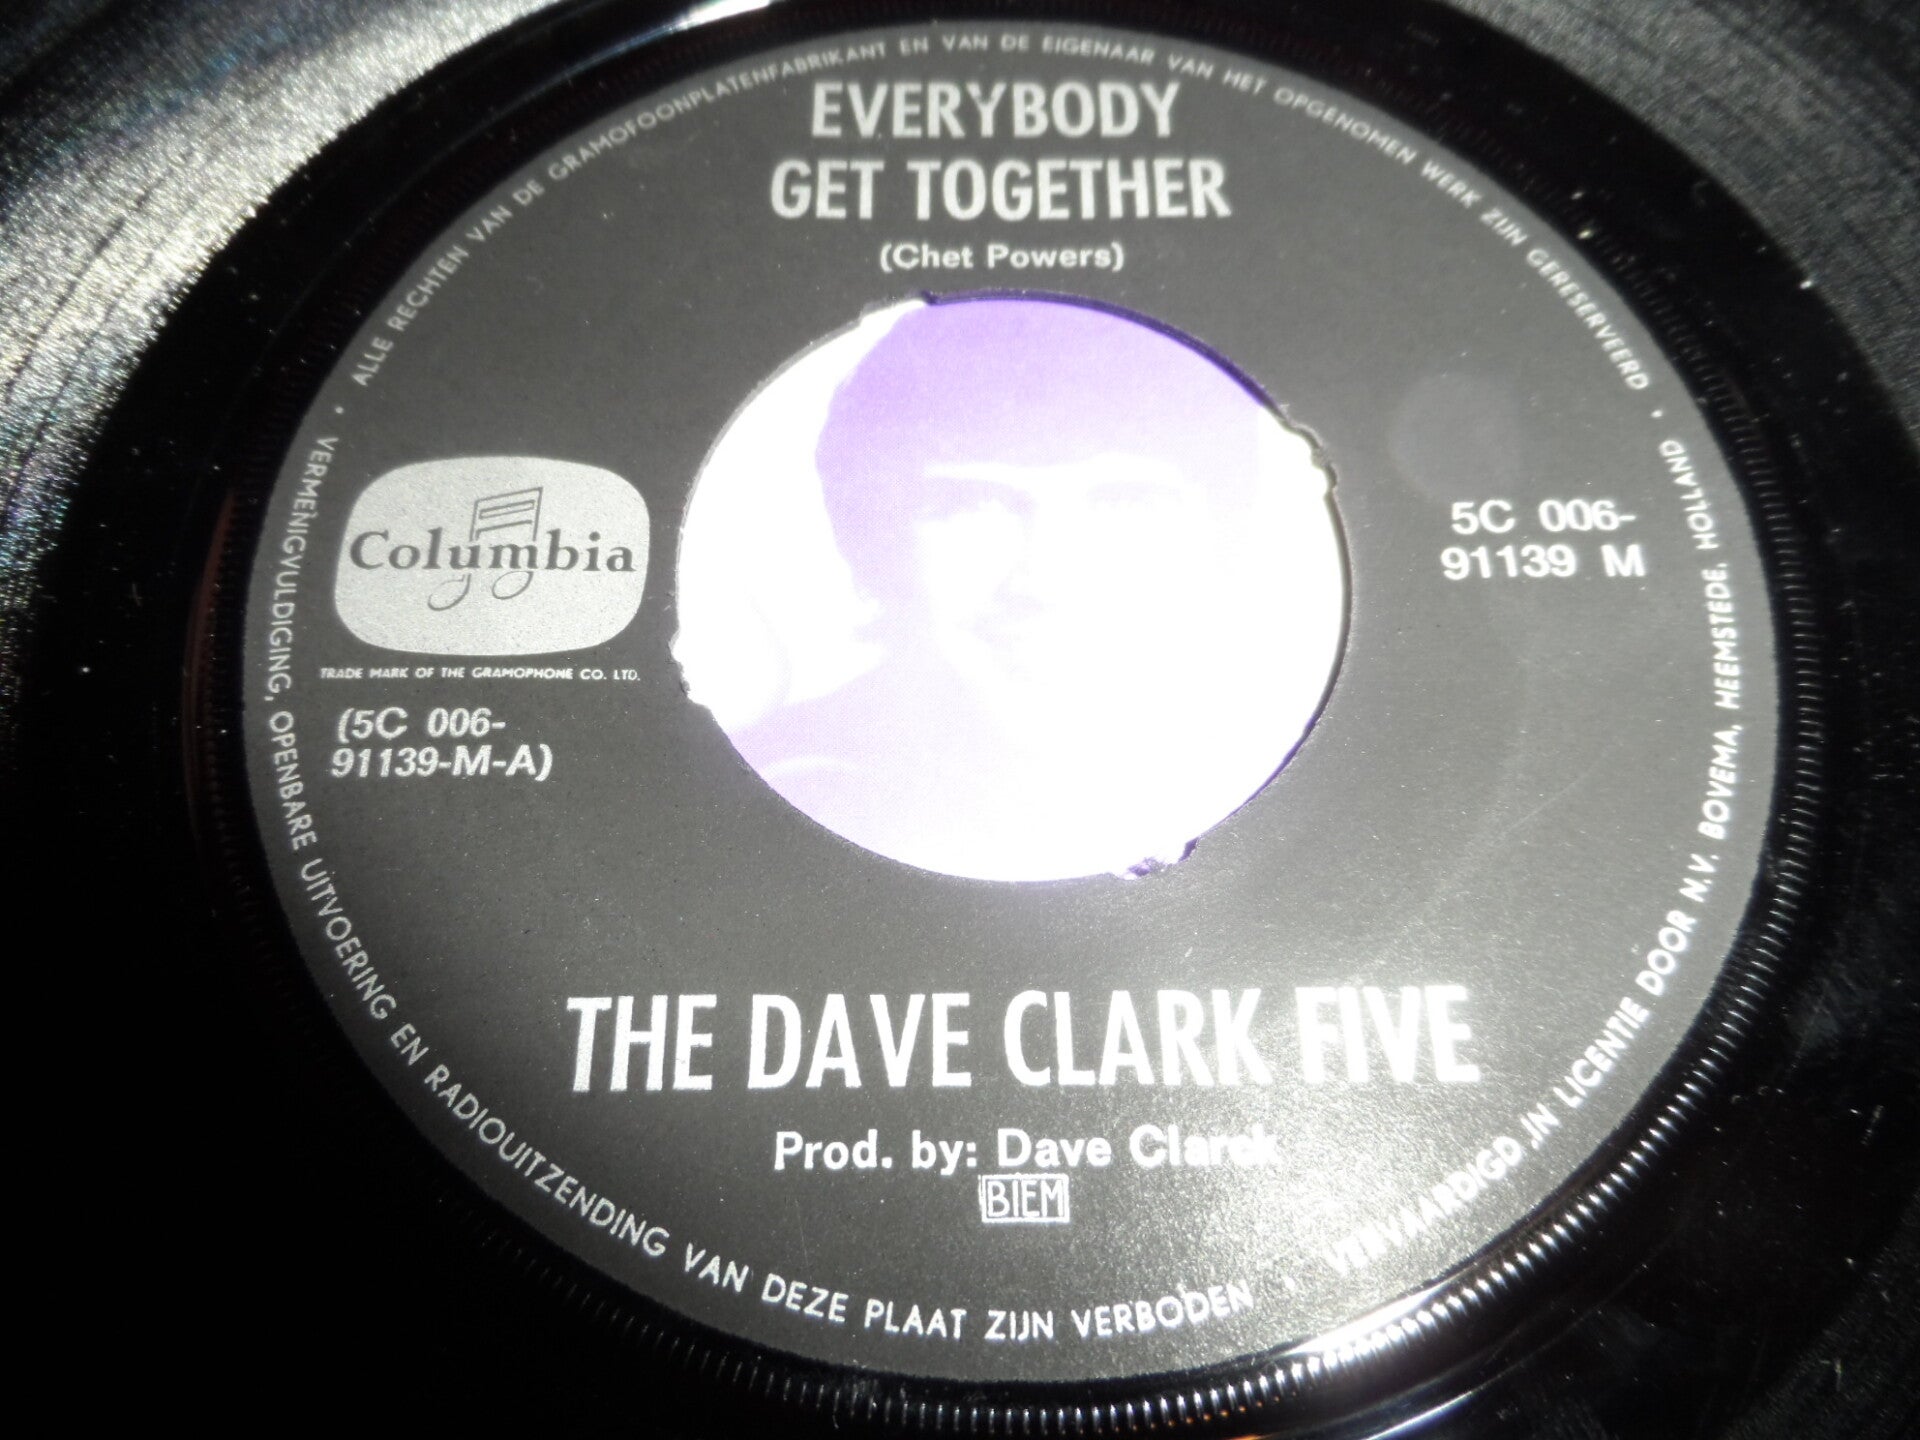 ALLE RECHTEN VAN DE GRAMOFOONPLATENFABRIKANT EN VAN DE EIGENAAR VAN HET OPGENOMEN WERK ZIJN GERESERVEERD •
EVERYBODY
GET TOGETHER
(Chet Powers)
Columbia
TRADE MARK OF THE GRAMOPHONE CO. LTD.
(5C 006-
91139-M-A)
5C 006-
91139 M
THE DAVE CLARK FIVE
Prod. by: Dave Clarck
BIEM
• VERMENIGVULDIGING, OPENBARE UITVOERING EN RADIOUITZENDING VAN DEZE PLAAT ZIJN VERBODEN •
VERVAARDIGD IN LICENTIE DOOR N.V. BOVEMA, HEEMSTEDE, HOLLAND